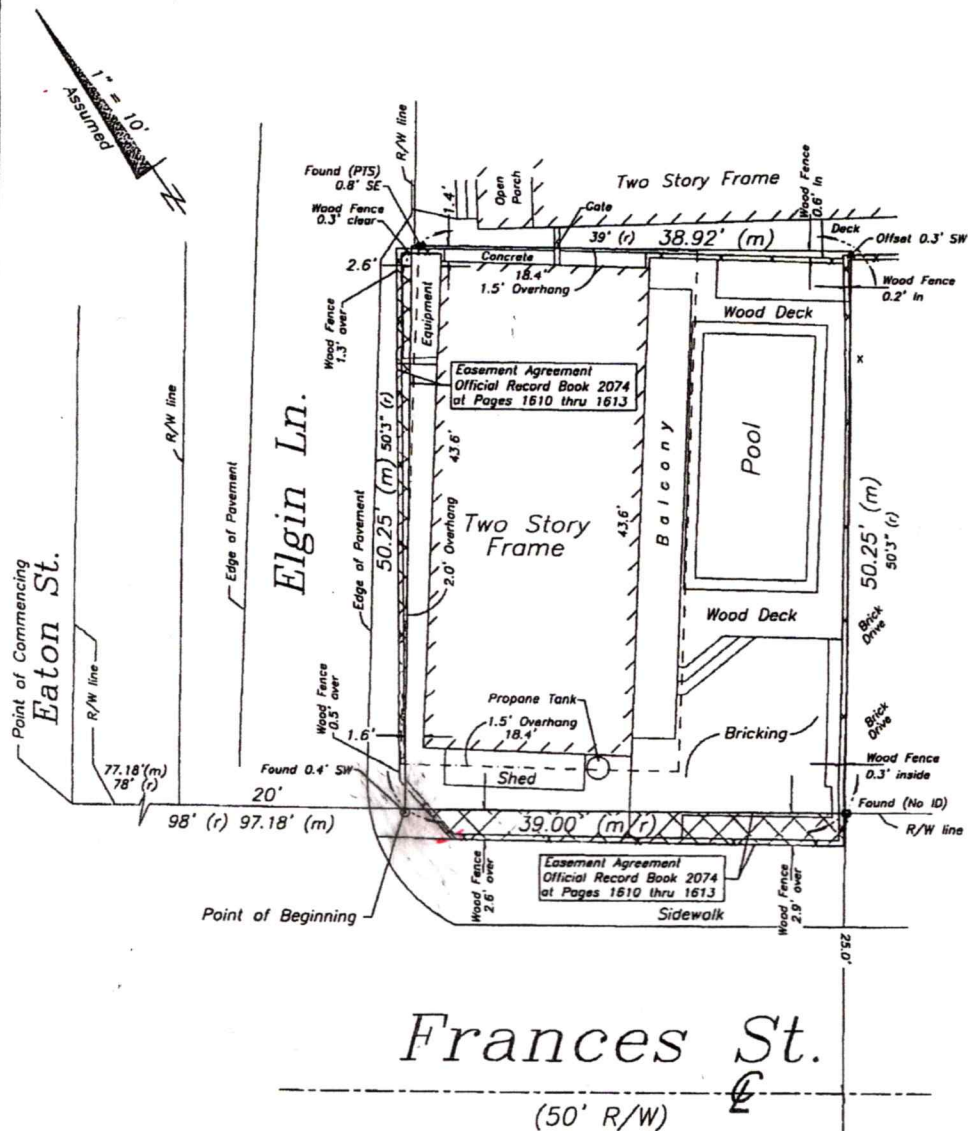 1" = 10'
Assumed
N
R/W line
Found (PTS)
0.8' SE
Wood Fence
0.3' clear
1.4'
Open
Porch
Two Story Frame
Gate
Wood Fence
0.6' In
Deck
Offset 0.3' SW
39' (r) 38.92' (m)
Concrete
18.4'
1.5' Overhang
2.6'
Wood Fence
0.2' In
Wood Fence
1.3' over
Equipment
Wood Deck
x
Easement Agreement
Official Record Book 2074
at Pages 1610 thru 1613
R/W line
R/W line
Edge of Pavement
Elgin Ln.
Edge of Pavement
50.25' (m) 50'3" (r)
43.6'
2.0' Overhang
Two Story
Frame
43.6'
Balcony
Pool
50.25' (m)
50'3" (r)
Point of Commencing
Eaton St.
Wood Deck
Brick
Drive
Brick
Drive
Wood Fence
0.5' over
Propane Tank
1.6'
1.5' Overhang
18.4'
Bricking
Shed
Wood Fence
0.3' inside
77.18'(m)
78' (r)
Found 0.4' SW
20'
98' (r) 97.18' (m)
39.00' (m r)
Found (No ID)
R/W line
Easement Agreement
Official Record Book 2074
at Pages 1610 thru 1613
Wood Fence
2.6' over
Wood Fence
2.9' over
Point of Beginning
Sidewalk
25.0'
Frances St.
CL
(50' R/W)